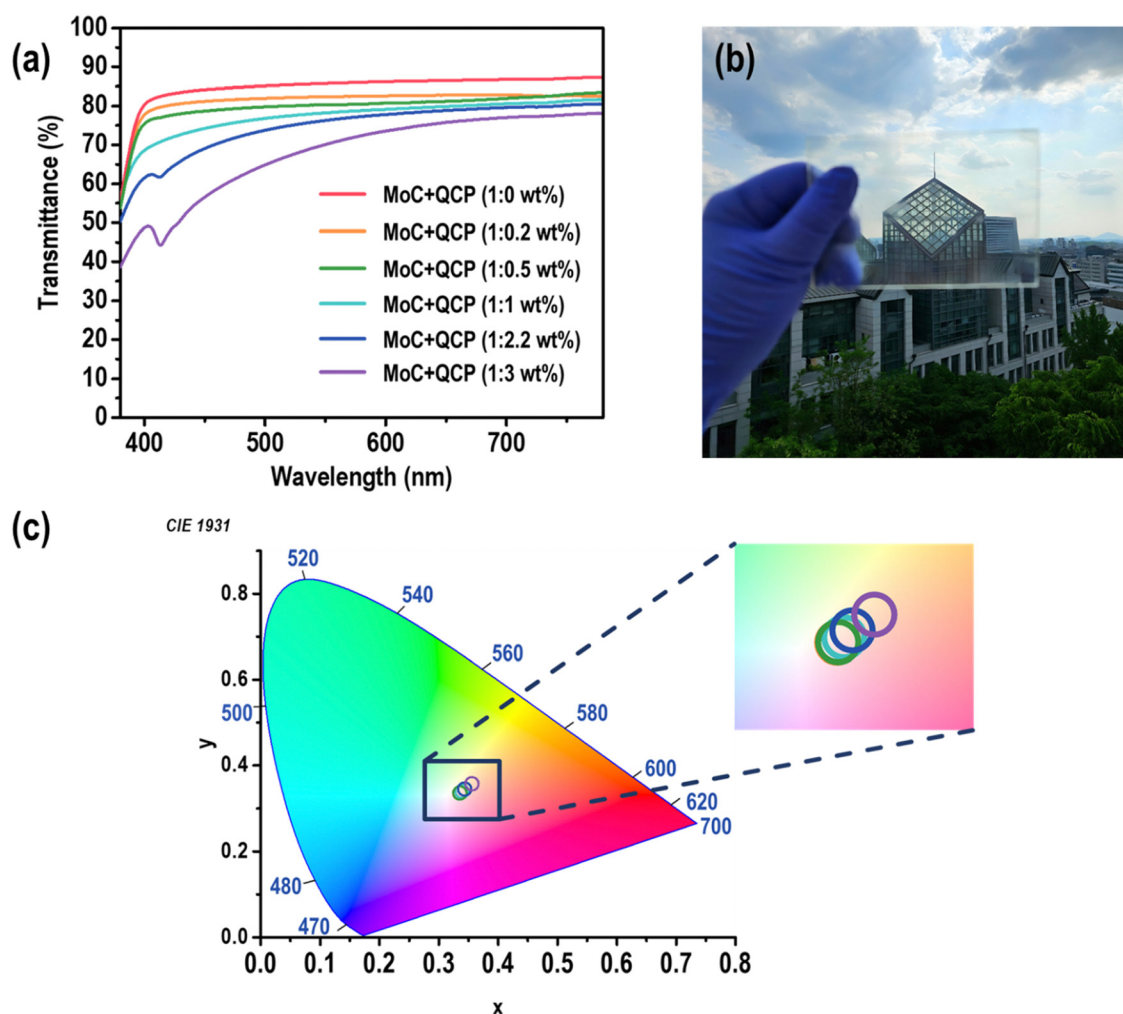 (a)
Transmittance (%)
100
90
80
70
60
50
40
30
20
10
0
MoC+QCP (1:0 wt%)
MoC+QCP (1:0.2 wt%)
MoC+QCP (1:0.5 wt%)
MoC+QCP (1:1 wt%)
MoC+QCP (1:2.2 wt%)
MoC+QCP (1:3 wt%)
400 500 600 700
Wavelength (nm)
(b)
(c)
CIE 1931
y
0.8
0.6
0.4
0.2
0.0
520
540
560
500
580
600
620
700
480
470
0.0 0.1 0.2 0.3 0.4 0.5 0.6 0.7 0.8
x